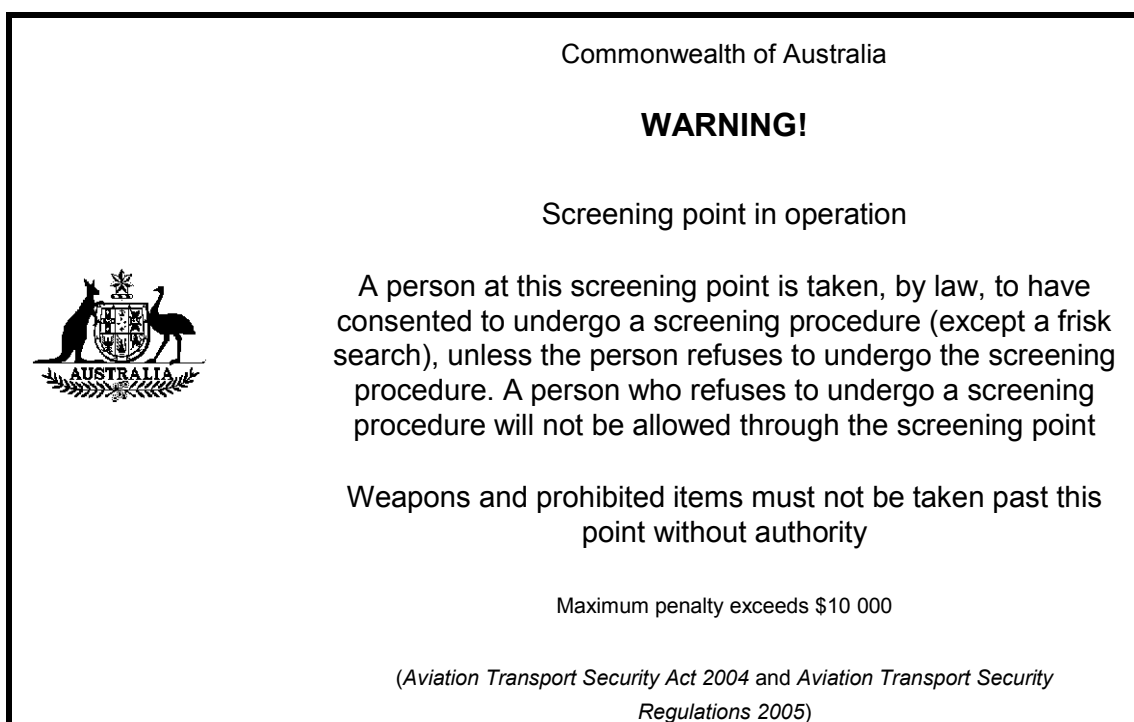 Commonwealth of Australia
WARNING!
Screening point in operation
A person at this screening point is taken, by law, to have
consented to undergo a screening procedure (except a frisk
search), unless the person refuses to undergo the screening
procedure. A person who refuses to undergo a screening
procedure will not be allowed through the screening point
AUSTRALIA
Weapons and prohibited items must not be taken past this
point without authority
Maximum penalty exceeds $10 000
(Aviation Transport Security Act 2004 and Aviation Transport Security
Regulations 2005)